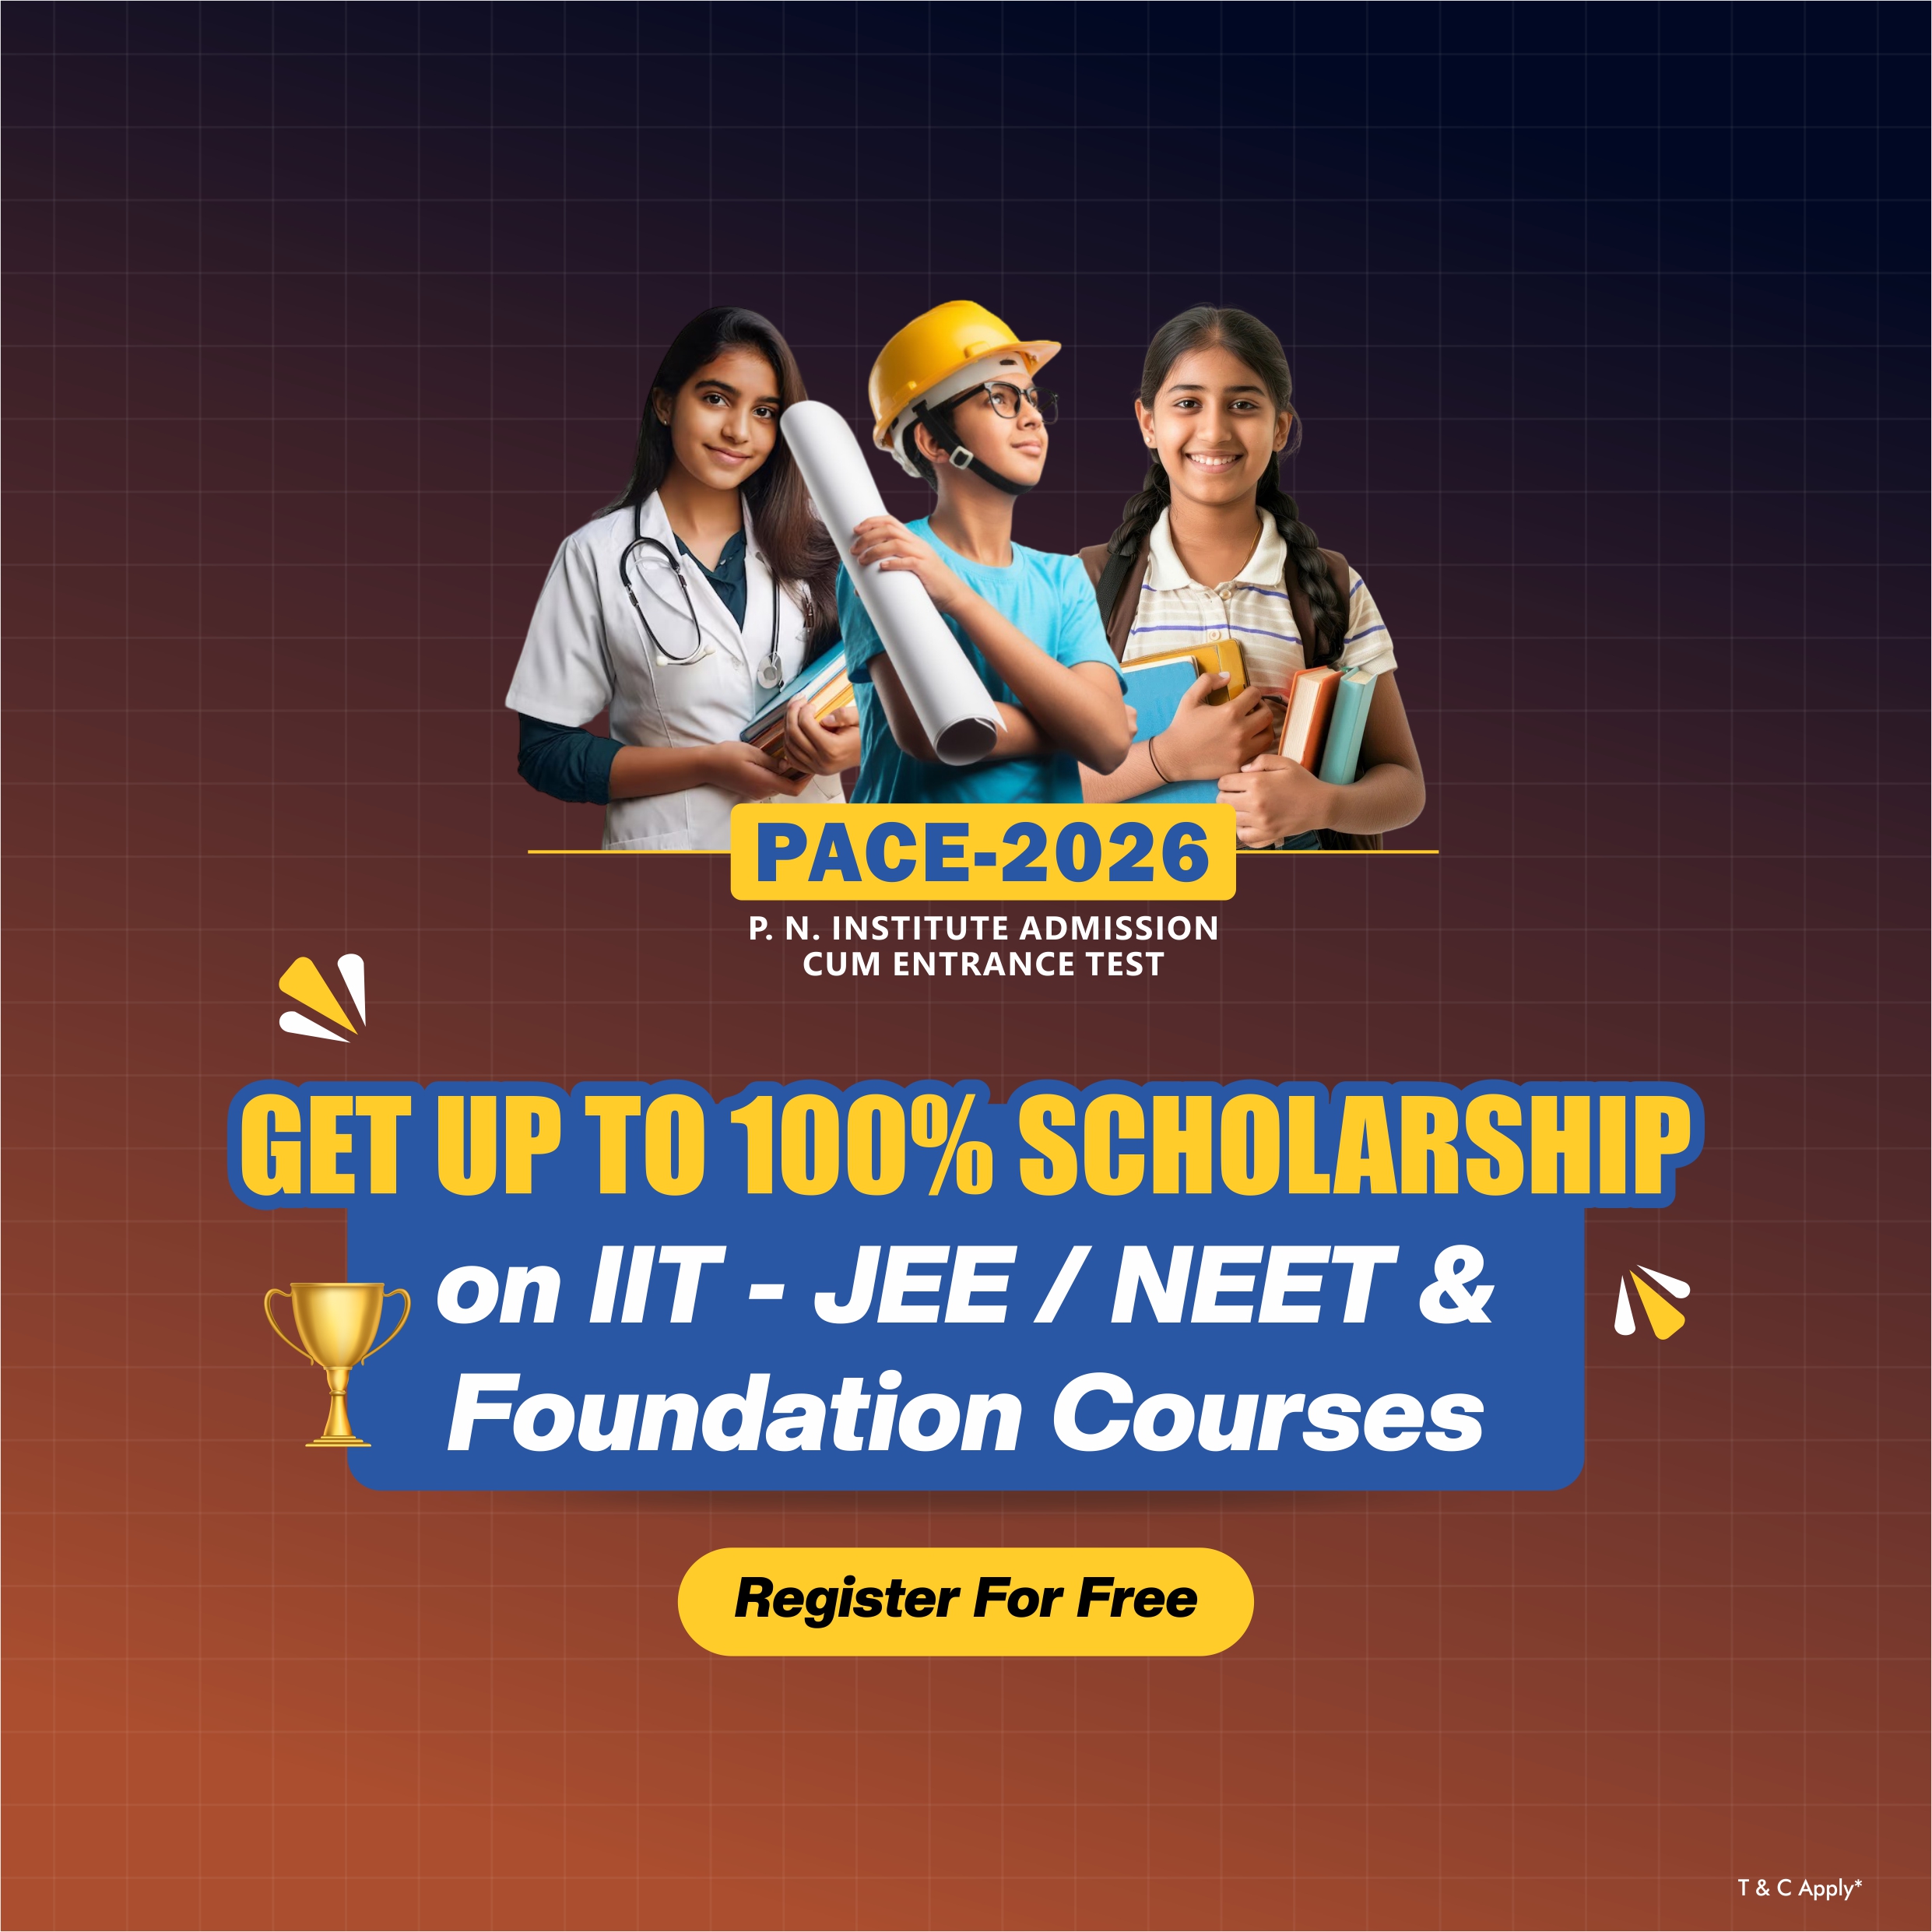 PACE-2026
P. N. INSTITUTE ADMISSION
CUM ENTRANCE TEST
GET UP TO 100% SCHOLARSHIP
on IIT - JEE / NEET &
Foundation Courses
Register For Free
T & C Apply*